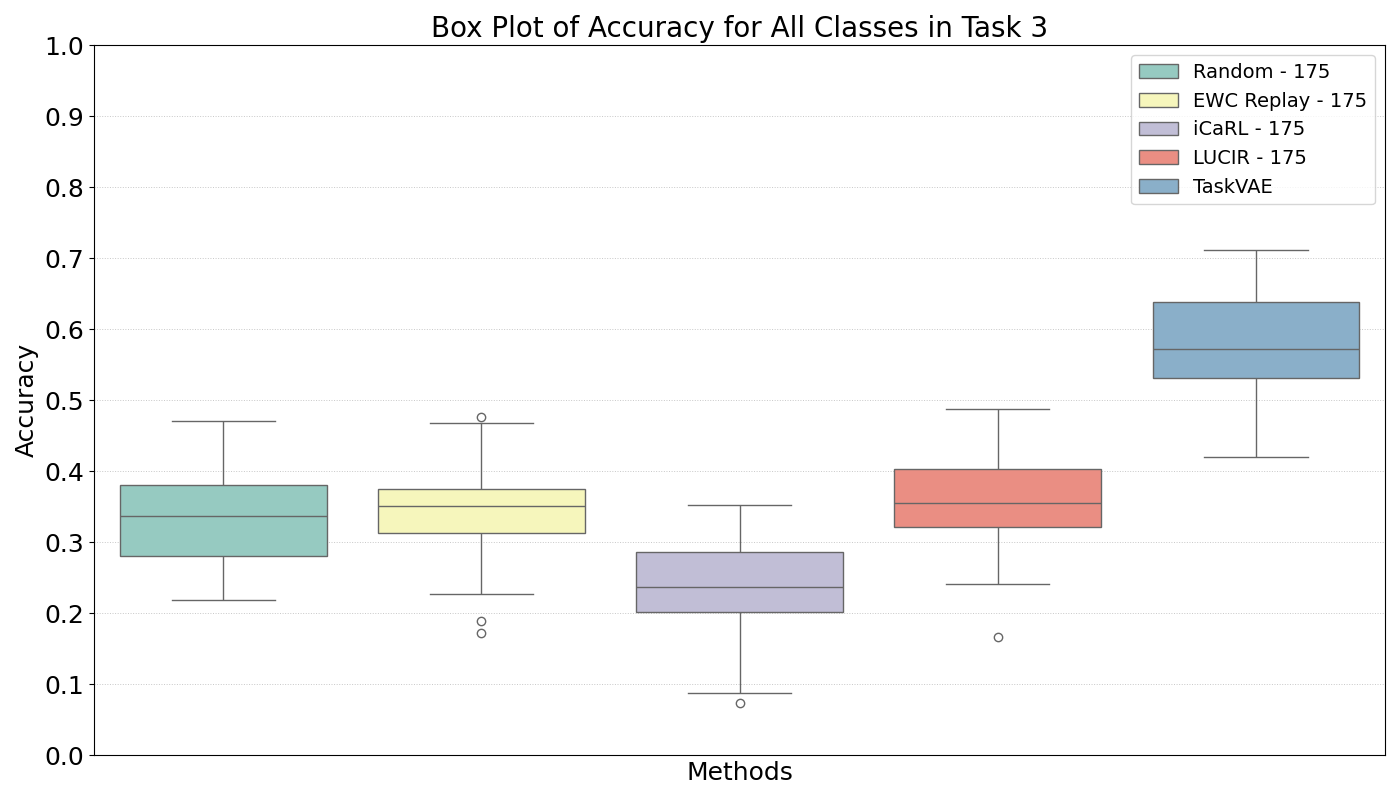 Box Plot of Accuracy for All Classes in Task 3
1.0
0.9
0.8
0.7
0.6
0.5
0.4
0.3
0.2
0.1
0.0
Accuracy
Methods
Random - 175
EWC Replay - 175
iCaRL - 175
LUCIR - 175
TaskVAE